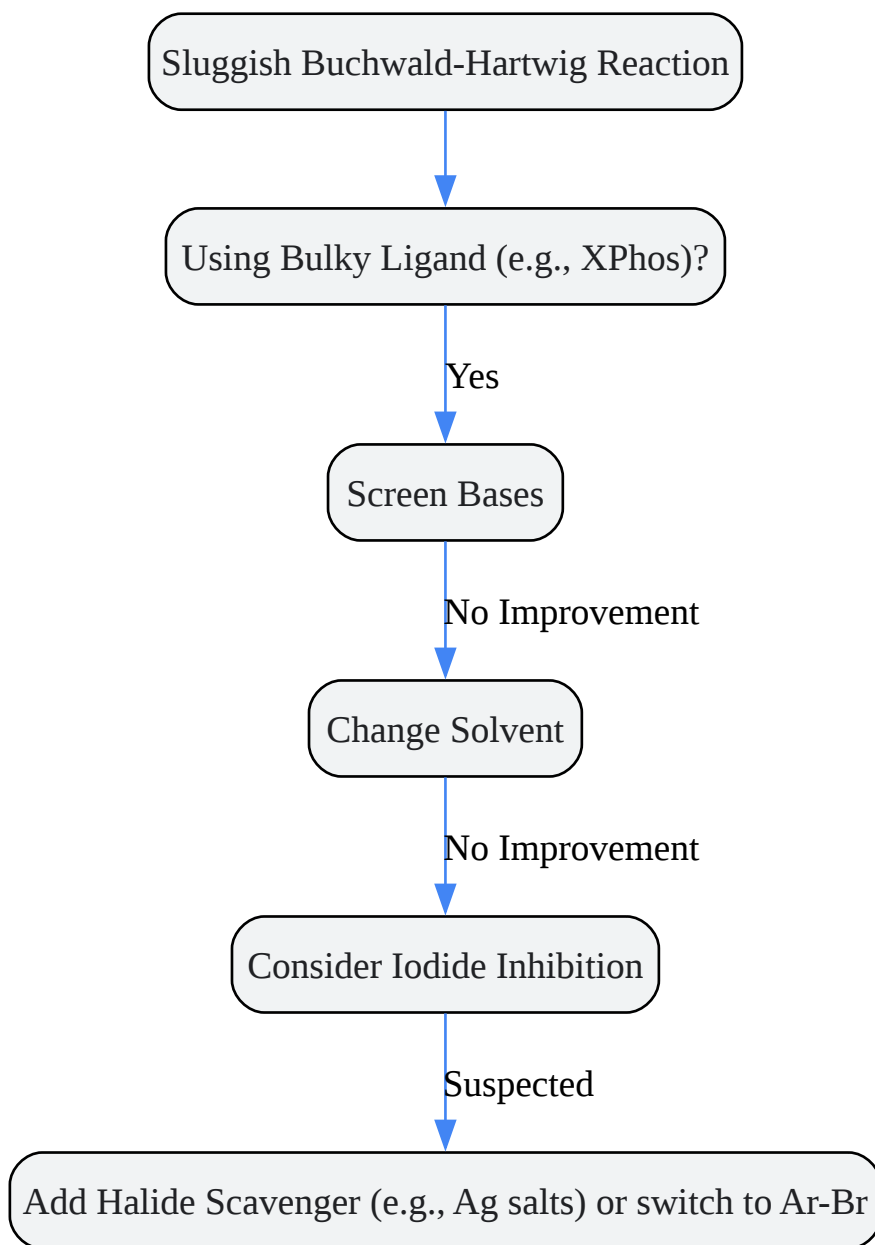 Sluggish Buchwald-Hartwig Reaction
Using Bulky Ligand (e.g., XPhos)?
Yes
Screen Bases
No Improvement
Change Solvent
No Improvement
Consider Iodide Inhibition
Suspected
Add Halide Scavenger (e.g., Ag salts) or switch to Ar-Br